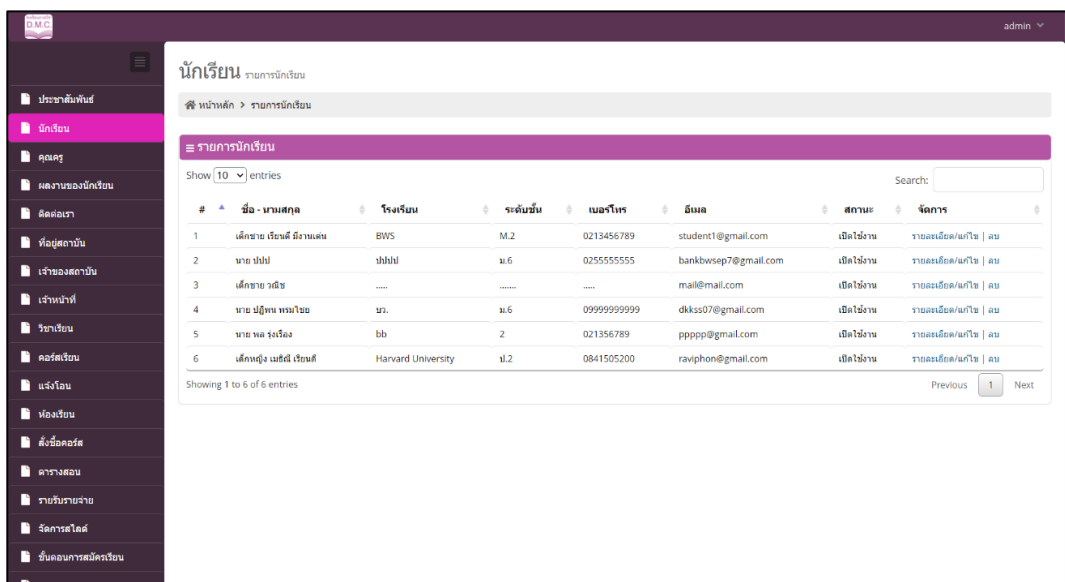 D.M.C.
admin
นักเรียน รายการนักเรียน
หน้าหลัก > รายการนักเรียน
ประชาสัมพันธ์
นักเรียน
คุณครู
ผลงานของนักเรียน
ติดต่อเรา
ที่อยู่สถาบัน
เจ้าของสถาบัน
เจ้าหน้าที่
วิชาเรียน
คอร์สเรียน
แจ้งโอน
ห้องเรียน
สั่งซื้อคอร์ส
ตารางสอน
รายรับรายจ่าย
จัดการสไลด์
ขั้นตอนการสมัครเรียน
รายการนักเรียน
Show 10 entries
Search:
# ชื่อ - นามสกุล โรงเรียน ระดับชั้น เบอร์โทร อีเมล สถานะ จัดการ
1 เด็กชาย เรียนดี มีงานเด่น BWS M.2 0213456789 student1@gmail.com เปิดใช้งาน รายละเอียด/แก้ไข | ลบ
2 นาย ปปป ปปปป ม.6 0255555555 bankbwsep7@gmail.com เปิดใช้งาน รายละเอียด/แก้ไข | ลบ
3 เด็กชาย วณิช ..... ....... ..... mail@mail.com เปิดใช้งาน รายละเอียด/แก้ไข | ลบ
4 นาย ปฏิพน พรมไชย บว. ม.6 09999999999 dkkss07@gmail.com เปิดใช้งาน รายละเอียด/แก้ไข | ลบ
5 นาย พล รุ่งเรือง bb 2 021356789 ppppp@gmail.com เปิดใช้งาน รายละเอียด/แก้ไข | ลบ
6 เด็กหญิง เมธิณี เรียนดี Harvard University ป.2 0841505200 raviphon@gmail.com เปิดใช้งาน รายละเอียด/แก้ไข | ลบ
Showing 1 to 6 of 6 entries
Previous 1 Next